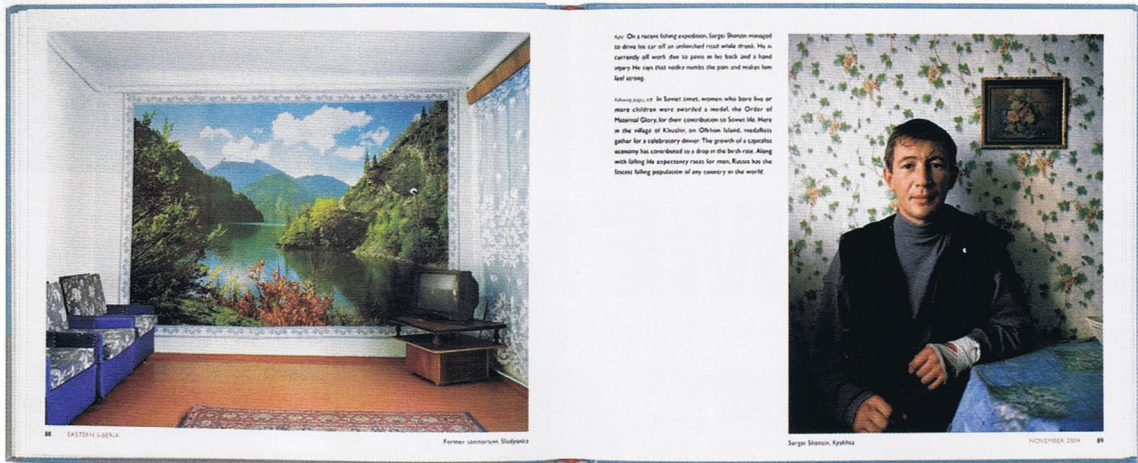 88 EASTERN SIBERIA
Former sanitorium, Sludyanka
On a recent fishing expedition, Sergei Shonzin managed
to drive his car off an unfinished road while drunk. He is
currently off work due to pains in his back and a hand
injury. He says that vodka numbs the pain and makes him
feel strong.
In Soviet times, women who bore five or
more children were awarded a medal, the Order of
Maternal Glory, for their contribution to Soviet life. Here
in the village of on Olkhon Island, medallists
gather for a celebratory dinner. The growth of a capitalist
economy has contributed to a drop in the birth rate. Along
with falling life expectancy rates for men, Russia has the
fastest falling population of any country in the world.
Sergei Shonzin, Kyakhta
NOVEMBER 2004 89